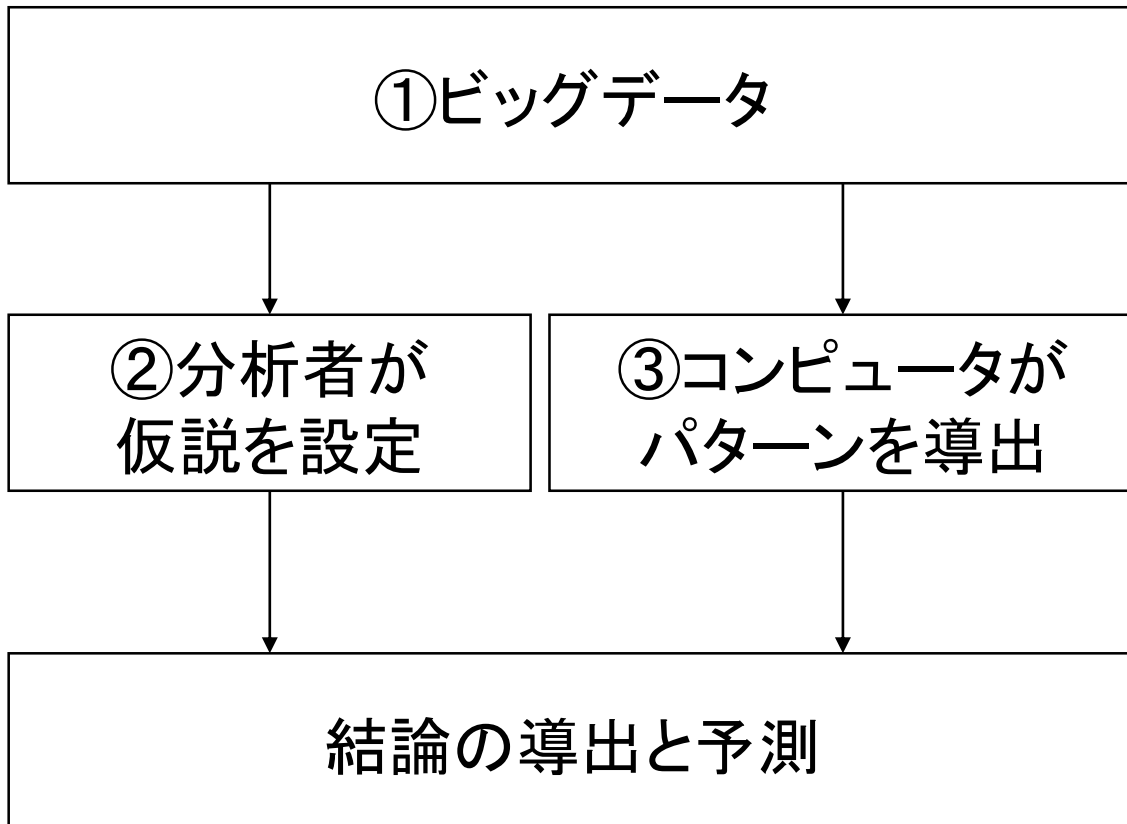 ①ビッグデータ
②分析者が
仮説を設定
③コンピュータが
パターンを導出
結論の導出と予測